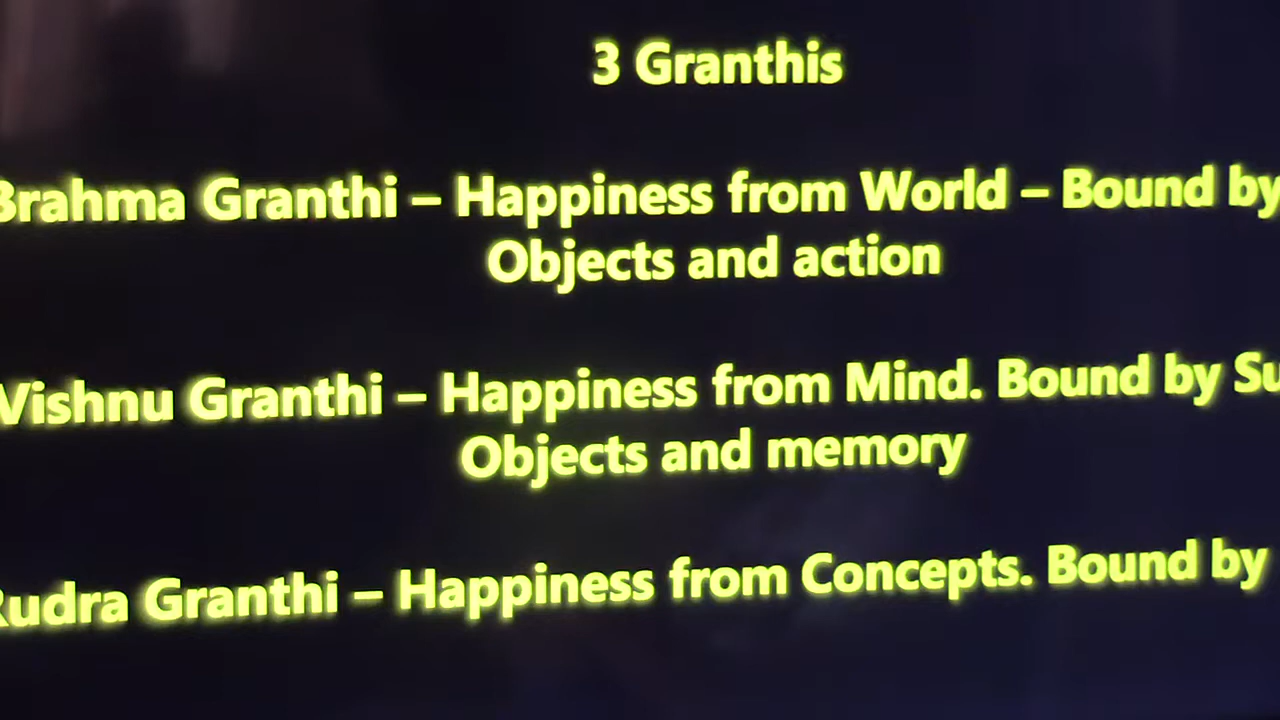 3 Granthis
Brahma Granthi – Happiness from World – Bound by
Objects and action
Vishnu Granthi – Happiness from Mind. Bound by Su
Objects and memory
Rudra Granthi – Happiness from Concepts. Bound by